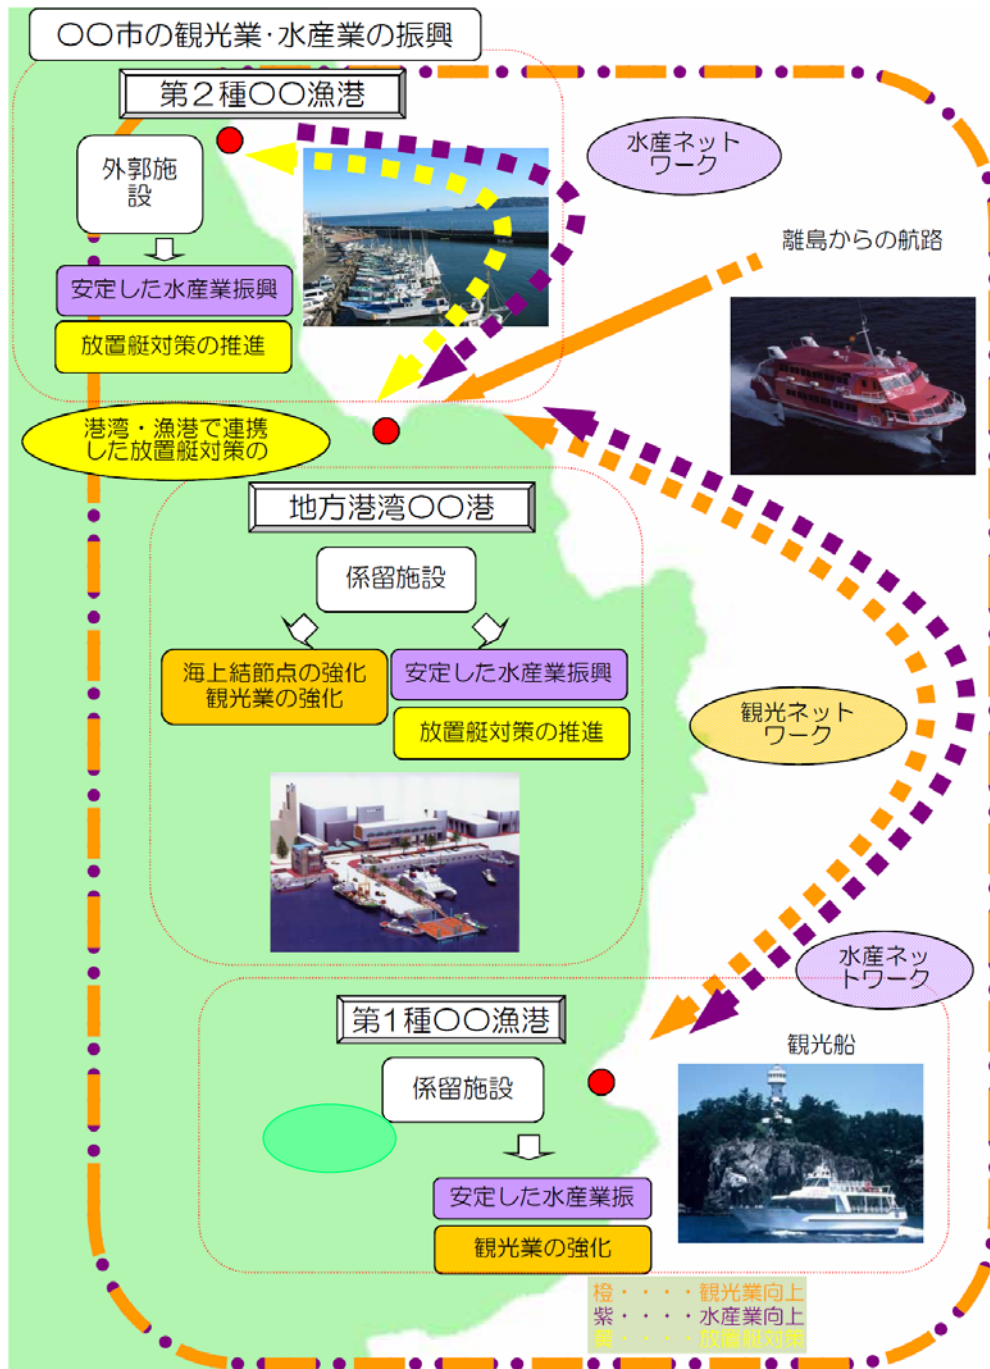 〇〇市の観光業・水産業の振興
第２種〇〇漁港
外郭施
設
安定した水産業振興
放置艇対策の推進
水産ネット
ワーク
離島からの航路
港湾・漁港で連携
した放置艇対策の
地方港湾〇〇港
係留施設
海上結節点の強化
観光業の強化
安定した水産業振興
放置艇対策の推進
観光ネット
ワーク
水産ネッ
トワーク
第１種〇〇漁港
係留施設
観光船
安定した水産業振
観光業の強化
橙・・・・観光業向上
紫・・・・水産業向上
黄・・・・放置艇対策